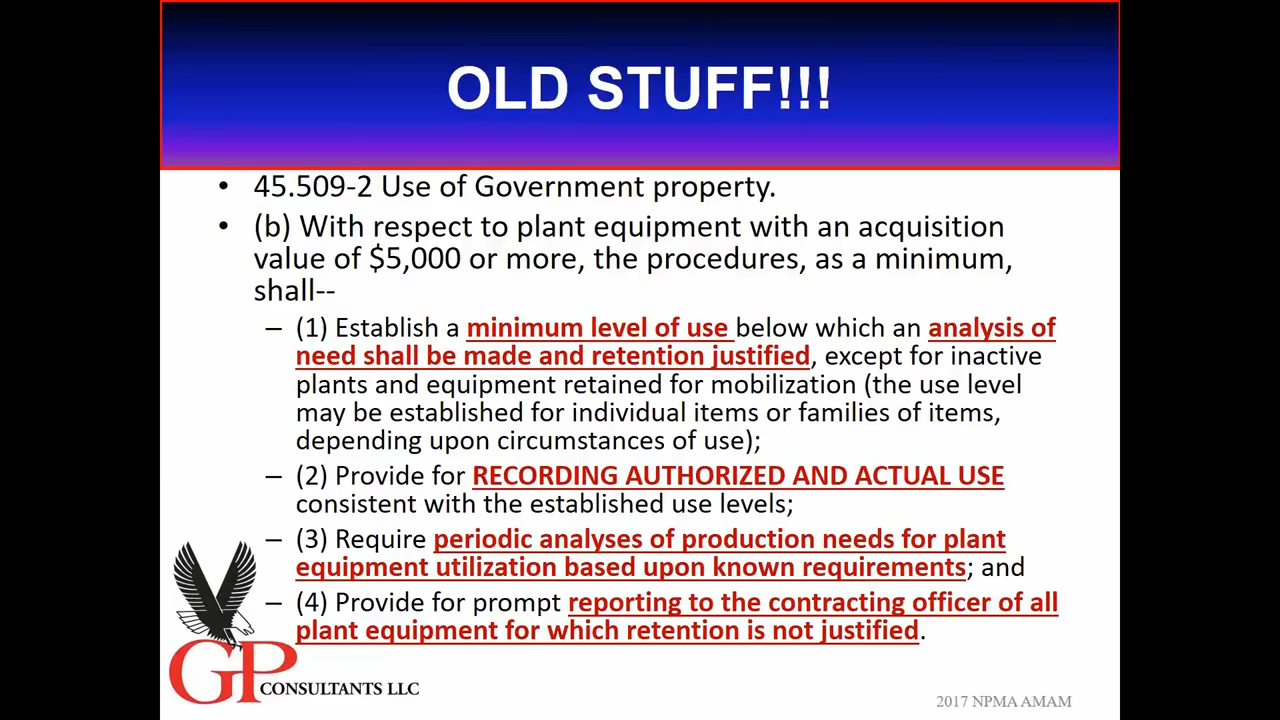 OLD STUFF!!!
• 45.509-2 Use of Government property.
• (b) With respect to plant equipment with an acquisition
value of $5,000 or more, the procedures, as a minimum,
shall--
– (1) Establish a minimum level of use below which an analysis of
need shall be made and retention justified, except for inactive
plants and equipment retained for mobilization (the use level
may be established for individual items or families of items,
depending upon circumstances of use);
– (2) Provide for RECORDING AUTHORIZED AND ACTUAL USE
consistent with the established use levels;
– (3) Require periodic analyses of production needs for plant
equipment utilization based upon known requirements; and
– (4) Provide for prompt reporting to the contracting officer of all
plant equipment for which retention is not justified.
GP CONSULTANTS LLC
2017 NPMA AMAM